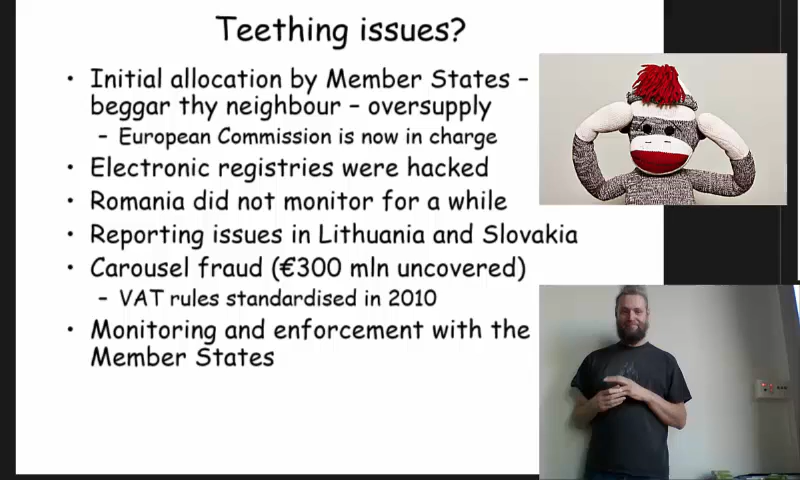 Teething issues?
• Initial allocation by Member States –
beggar thy neighbour – oversupply
– European Commission is now in charge
• Electronic registries were hacked
• Romania did not monitor for a while
• Reporting issues in Lithuania and Slovakia
• Carousel fraud (€300 mln uncovered)
– VAT rules standardised in 2010
• Monitoring and enforcement with the
Member States